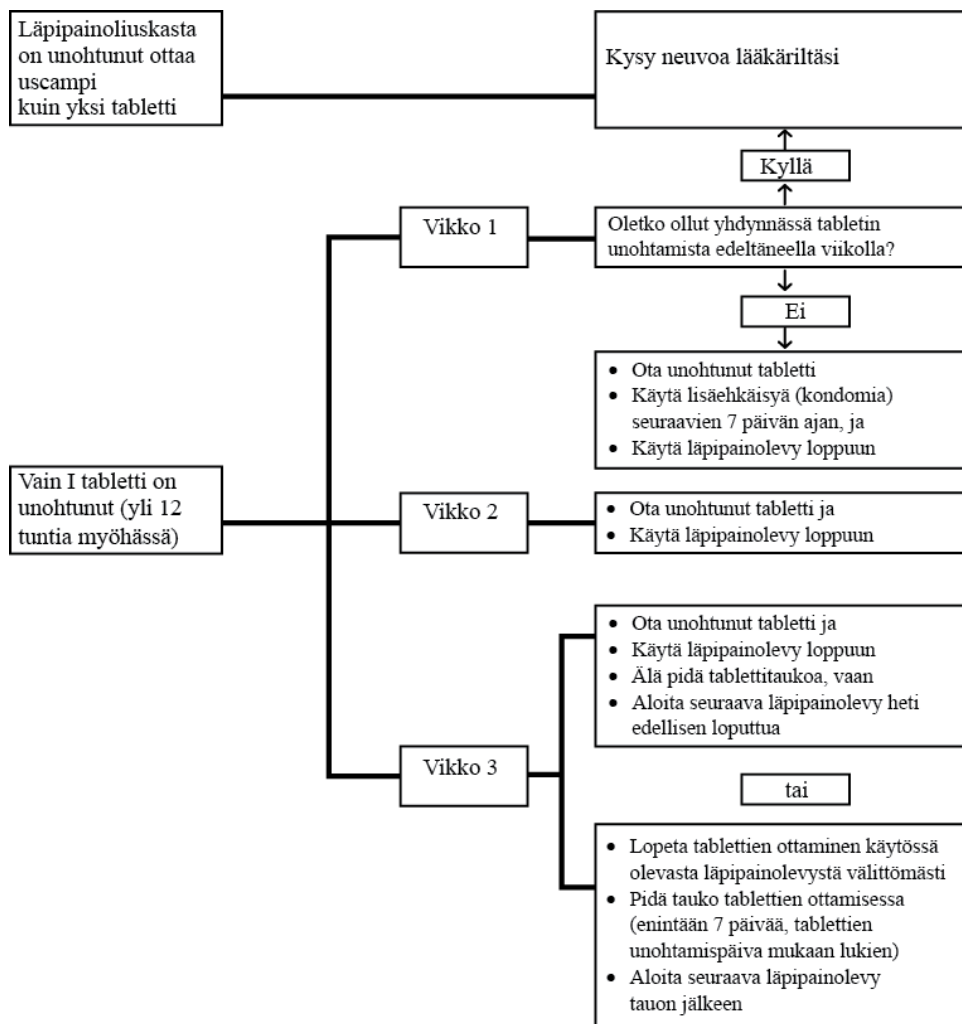 Läpipainoliuskasta
on unohtunut ottaa
uscampi
kuin yksi tabletti
Kysy neuvoa lääkäriltäsi
Kyllä
Vikko 1
Oletko ollut yhdynnässä tabletin
unohtamista edeltäneella viikolla?
Ei
• Ota unohtunut tabletti
• Käytä lisäehkäisyä (kondomia)
seuraavien 7 päivän ajan, ja
• Käytä läpipainolevy loppuun
Vain I tabletti on
unohtunut (yli 12
tuntia myöhässä)
Vikko 2
• Ota unohtunut tabletti ja
• Käytä läpipainolevy loppuun
• Ota unohtunut tabletti ja
• Käytä läpipainolevy loppuun
• Älä pidä tablettitaukoa, vaan
• Aloita seuraava läpipainolevy heti
edellisen loputtua
Vikko 3
tai
• Lopeta tablettien ottaminen käytössä
olevasta läpipainolevystä välittömästi
• Pidä tauko tablettien ottamisessa
(enintään 7 päivää, tablettien
unohtamispäiva mukaan lukien)
• Aloita seuraava läpipainolevy
tauon jälkeen